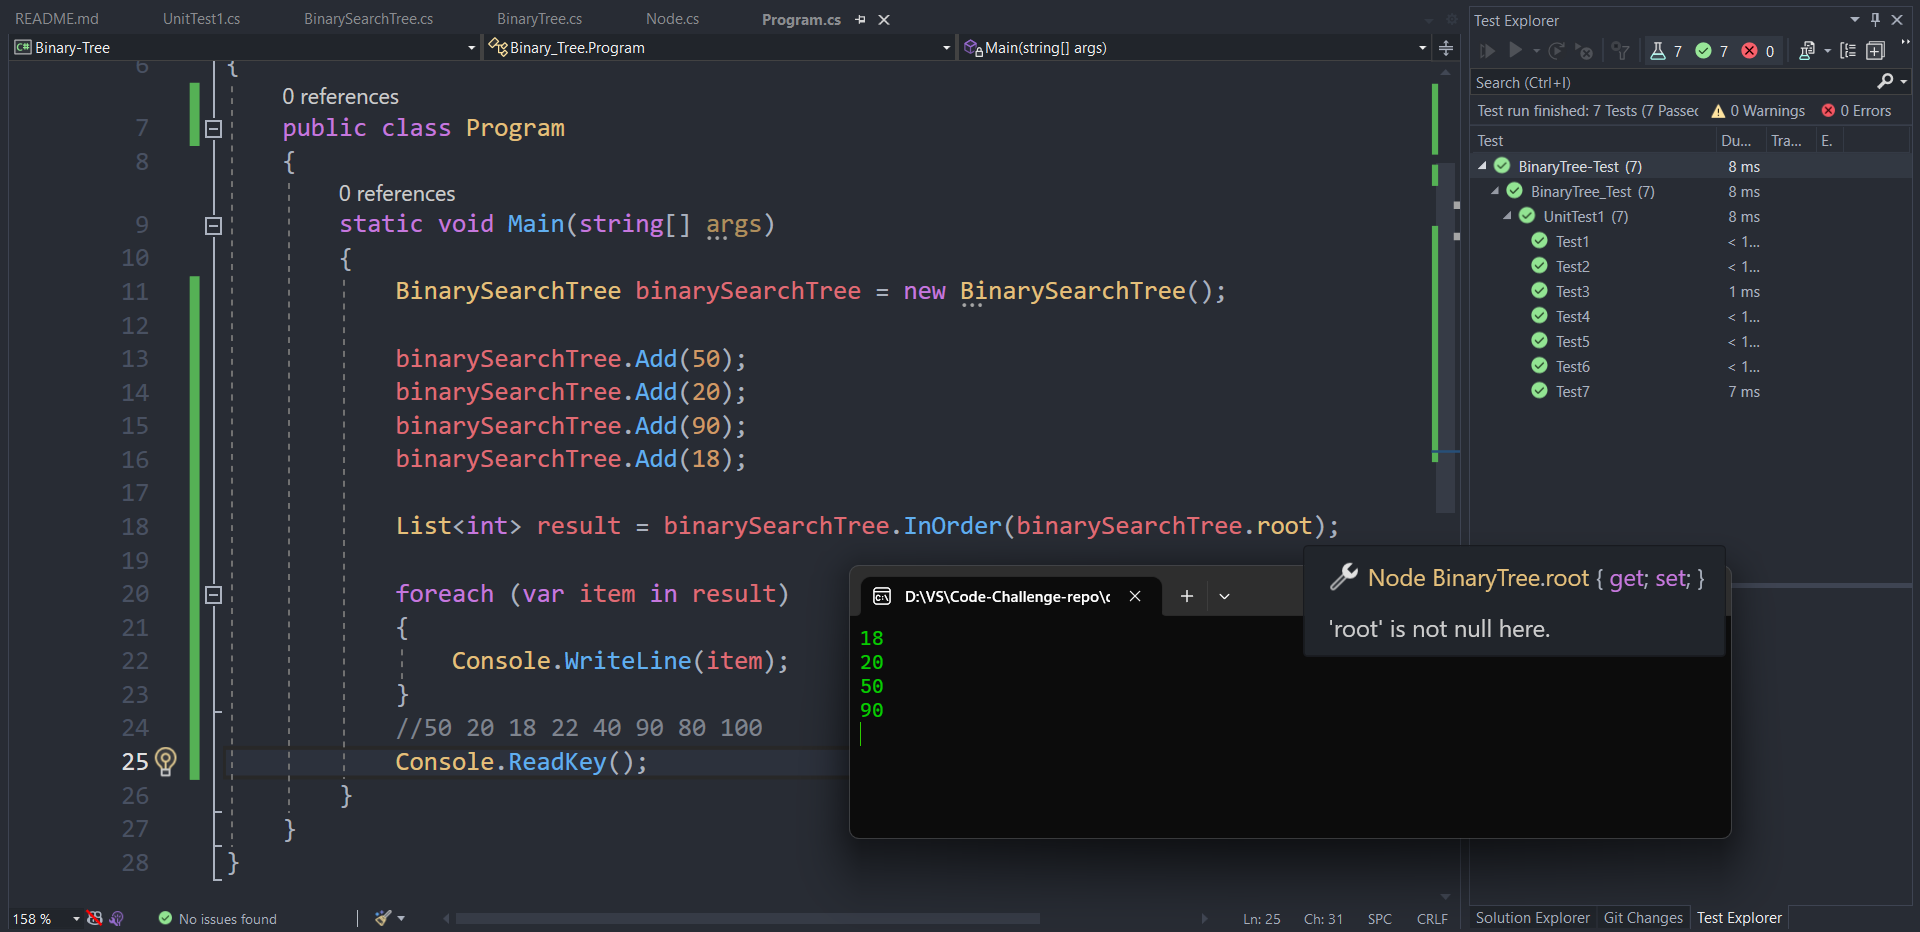 README.md UnitTest1.cs BinarySearchTree.cs BinaryTree.cs Node.cs Program.cs
C# Binary-Tree Binary_Tree.Program Main(string[] args)
6 {
0 references
7 public class Program
8 {
0 references
9 static void Main(string[] args)
10 {
11 BinarySearchTree binarySearchTree = new BinarySearchTree();
12
13 binarySearchTree.Add(50);
14 binarySearchTree.Add(20);
15 binarySearchTree.Add(90);
16 binarySearchTree.Add(18);
17
18 List<int> result = binarySearchTree.InOrder(binarySearchTree.root);
19
20 foreach (var item in result)
21 {
22 Console.WriteLine(item);
23 }
24 //50 20 18 22 40 90 80 100
25 Console.ReadKey();
26 }
27 }
28 }
Node BinaryTree.root { get; set; }
'root' is not null here.
D:\VS\Code-Challenge-repo\c
18
20
50
90
158 % No issues found Ln: 25 Ch: 31 SPC CRLF
Test Explorer
7 7 0
Search (Ctrl+I)
Test run finished: 7 Tests (7 Passed 0 Warnings 0 Errors
Test Du... Tra... E.
BinaryTree-Test (7) 8 ms
BinaryTree_Test (7) 8 ms
UnitTest1 (7) 8 ms
Test1 < 1...
Test2 < 1...
Test3 1 ms
Test4 < 1...
Test5 < 1...
Test6 < 1...
Test7 7 ms
Solution Explorer Git Changes Test Explorer